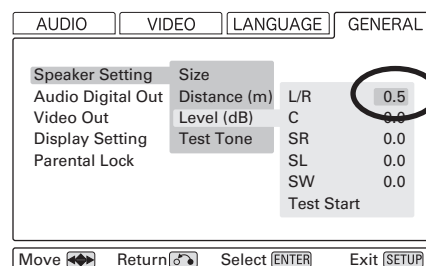 AUDIO VIDEO LANGUAGE GENERAL
Speaker Setting Size
Audio Digital Out Distance (m) L/R 0.5
Video Out Level (dB) C 0.0
Display Setting Test Tone SR 0.0
Parental Lock SL 0.0
SW 0.0
Test Start
Move Return Select ENTER Exit SETUP